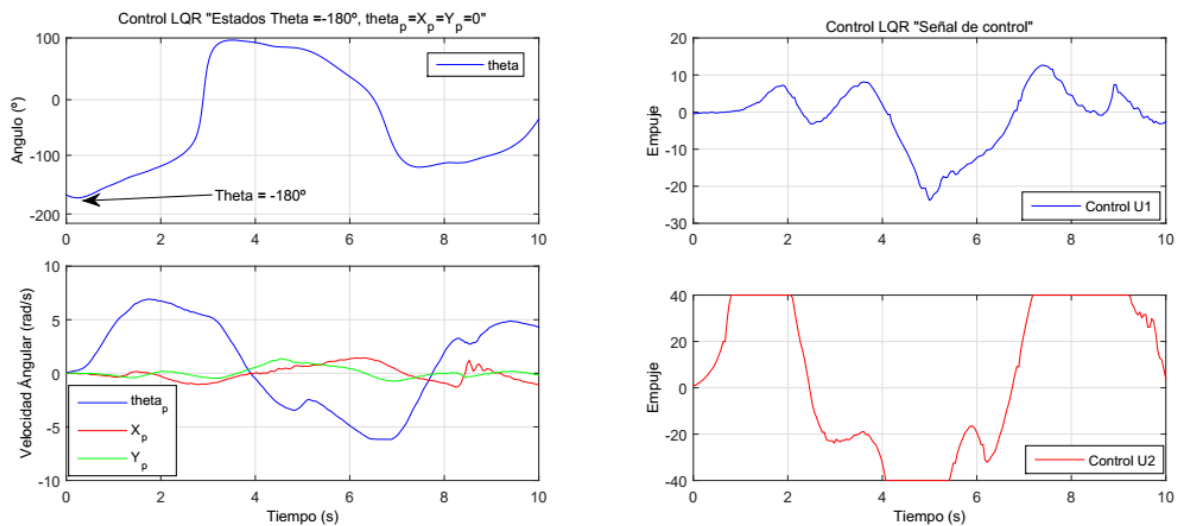 Control LQR "Estados Theta =-180º, theta_p=X_p=Y_p=0"
Angulo (º)
100
0
-100
-200
theta
Theta = -180º
0 2 4 6 8 10
Velocidad Ángular (rad/s)
10
5
0
-5
-10
theta_p
X_p
Y_p
0 2 4 6 8 10
Tiempo (s)
Control LQR "Señal de control"
Empuje
20
10
0
-10
-20
-30
Control U1
0 2 4 6 8 10
Empuje
40
20
0
-20
-40
Control U2
0 2 4 6 8 10
Tiempo (s)